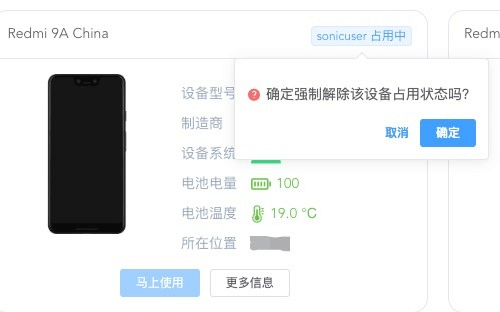 Redmi 9A China
sonicuser 占用中
Redm
确定强制解除该设备占用状态吗?
取消
确定
设备型号
制造商
设备系统
电池电量 100
电池温度 19.0 ℃
所在位置
马上使用
更多信息